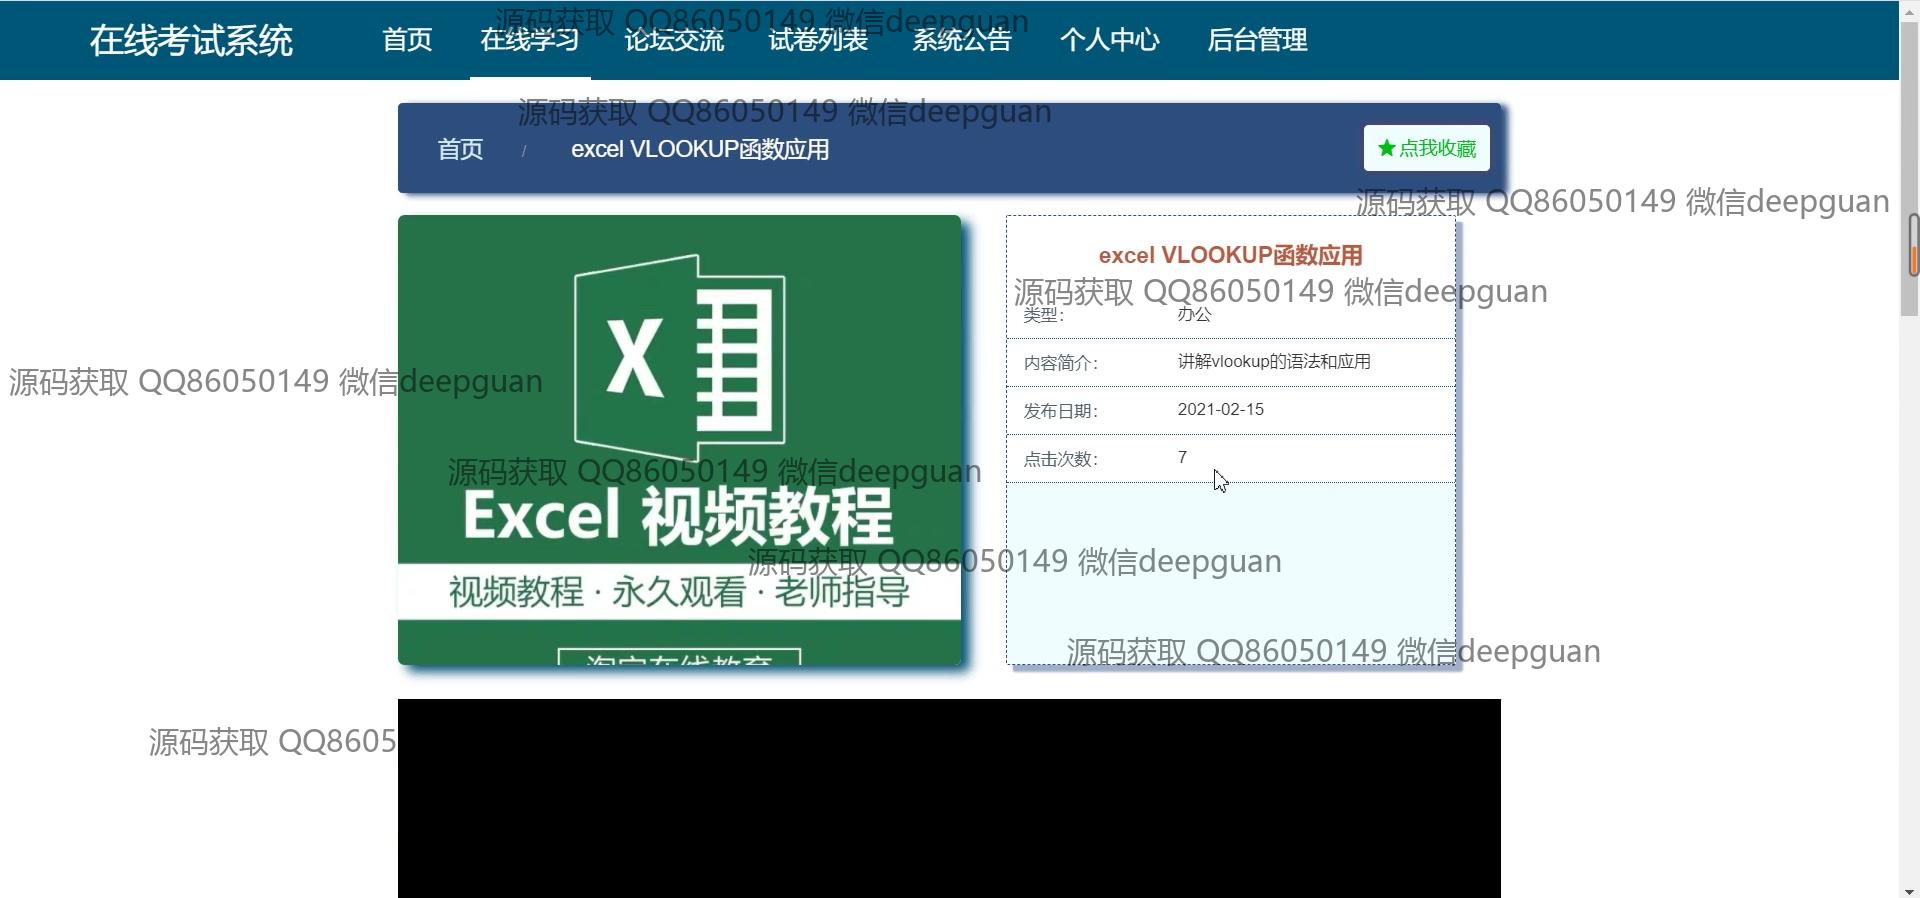 在线考试系统 首页 在线学习 论坛交流 试卷列表 系统公告 个人中心 后台管理
源码获取 QQ86050149 微信deepguan
源码获取 QQ86050149 微信deepguan
首页 / excel VLOOKUP函数应用 ★点我收藏
源码获取 QQ86050149 微信deepguan
excel VLOOKUP函数应用
源码获取 QQ86050149 微信deepguan
类型： 办公
内容简介： 讲解vlookup的语法和应用
源码获取 QQ86050149 微信deepguan
发布日期： 2021-02-15
点击次数： 7
X
源码获取 QQ86050149 微信deepguan
Excel 视频教程
源码获取 QQ86050149 微信deepguan
视频教程 · 永久观看 · 老师指导
源码获取 QQ86050149 微信deepguan
源码获取 QQ8605